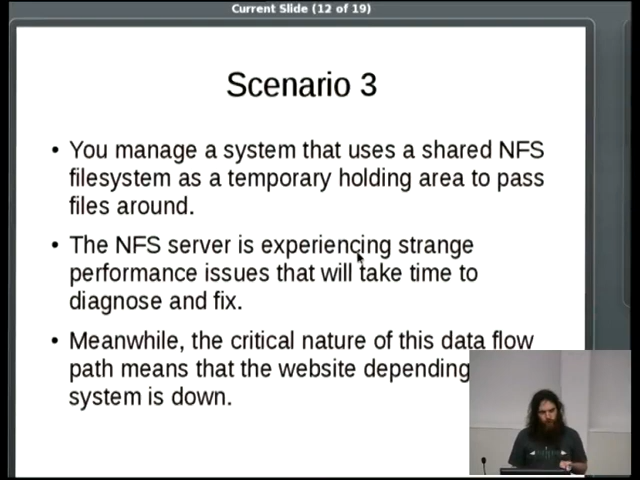 Current Slide (12 of 19)
Scenario 3
• You manage a system that uses a shared NFS
filesystem as a temporary holding area to pass
files around.
• The NFS server is experiencing strange
performance issues that will take time to
diagnose and fix.
• Meanwhile, the critical nature of this data flow
path means that the website depending
system is down.